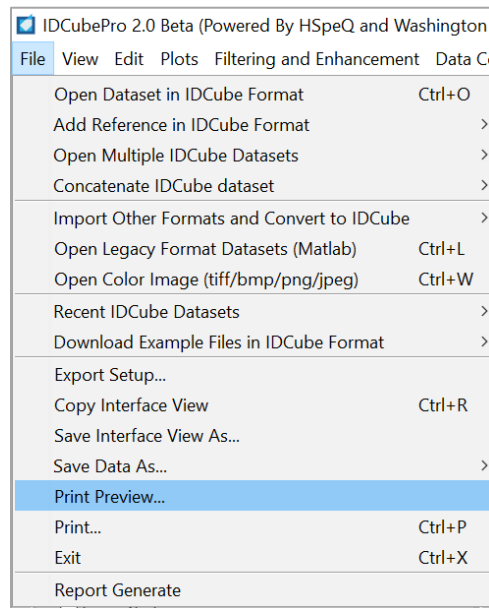 IDCubePro 2.0 Beta (Powered By HSpeQ and Washington
File View Edit Plots Filtering and Enhancement Data
Open Dataset in IDCube Format Ctrl+O
Add Reference in IDCube Format >
Open Multiple IDCube Datasets >
Concatenate IDCube dataset >
Import Other Formats and Convert to IDCube >
Open Legacy Format Datasets (Matlab) Ctrl+L
Open Color Image (tiff/bmp/png/jpeg) Ctrl+W
Recent IDCube Datasets >
Download Example Files in IDCube Format >
Export Setup...
Copy Interface View Ctrl+R
Save Interface View As...
Save Data As... >
Print Preview...
Print... Ctrl+P
Exit Ctrl+X
Report Generate